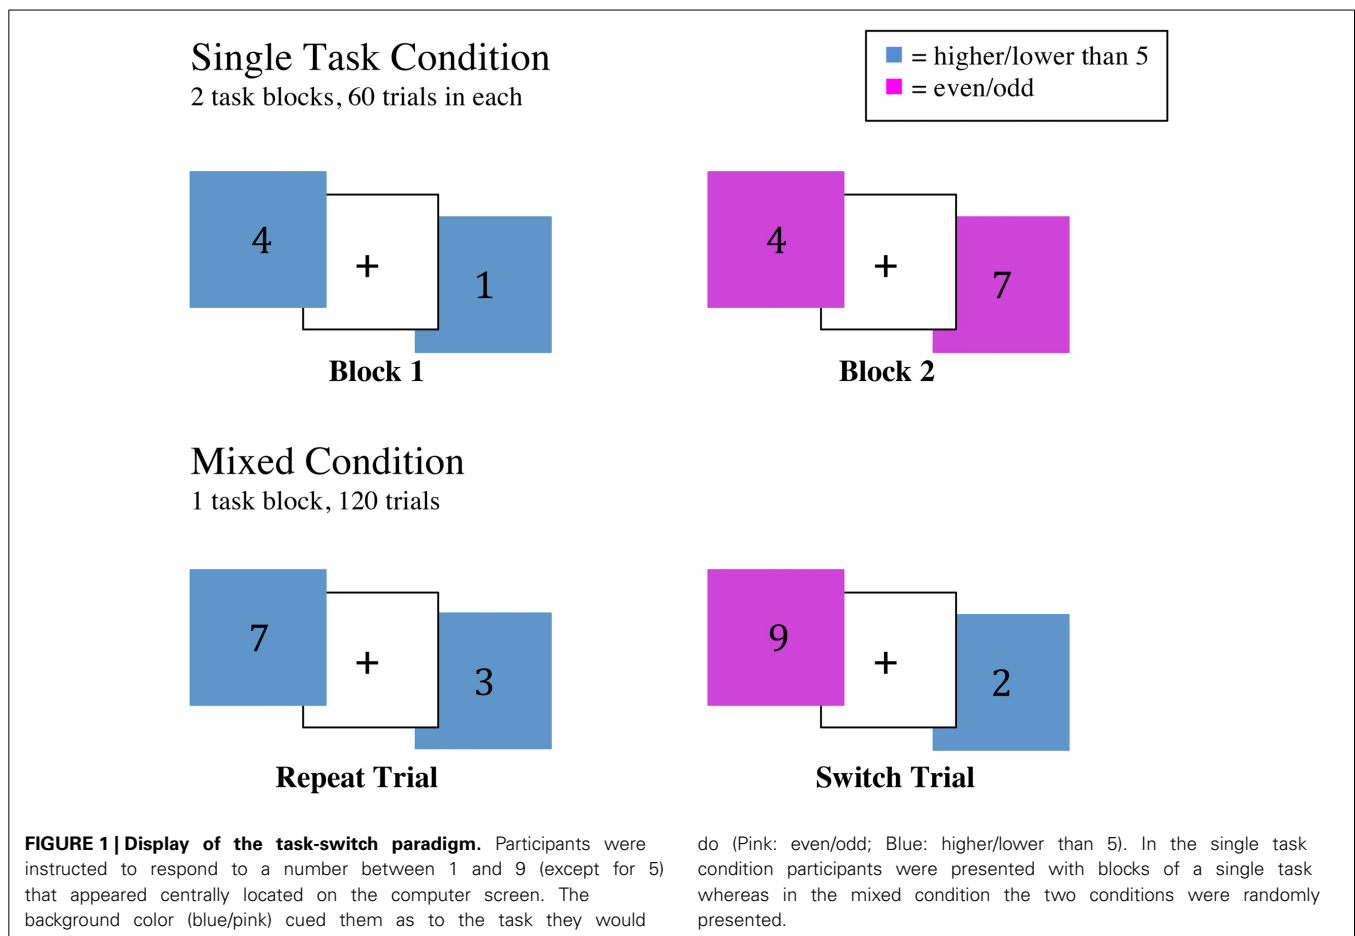 Single Task Condition
2 task blocks, 60 trials in each
= higher/lower than 5
= even/odd
4
+
1
Block 1
4
+
7
Block 2
Mixed Condition
1 task block, 120 trials
7
+
3
Repeat Trial
9
+
2
Switch Trial
FIGURE 1 | Display of the task-switch paradigm. Participants were
instructed to respond to a number between 1 and 9 (except for 5)
that appeared centrally located on the computer screen. The
background color (blue/pink) cued them as to the task they would
do (Pink: even/odd; Blue: higher/lower than 5). In the single task
condition participants were presented with blocks of a single task
whereas in the mixed condition the two conditions were randomly
presented.